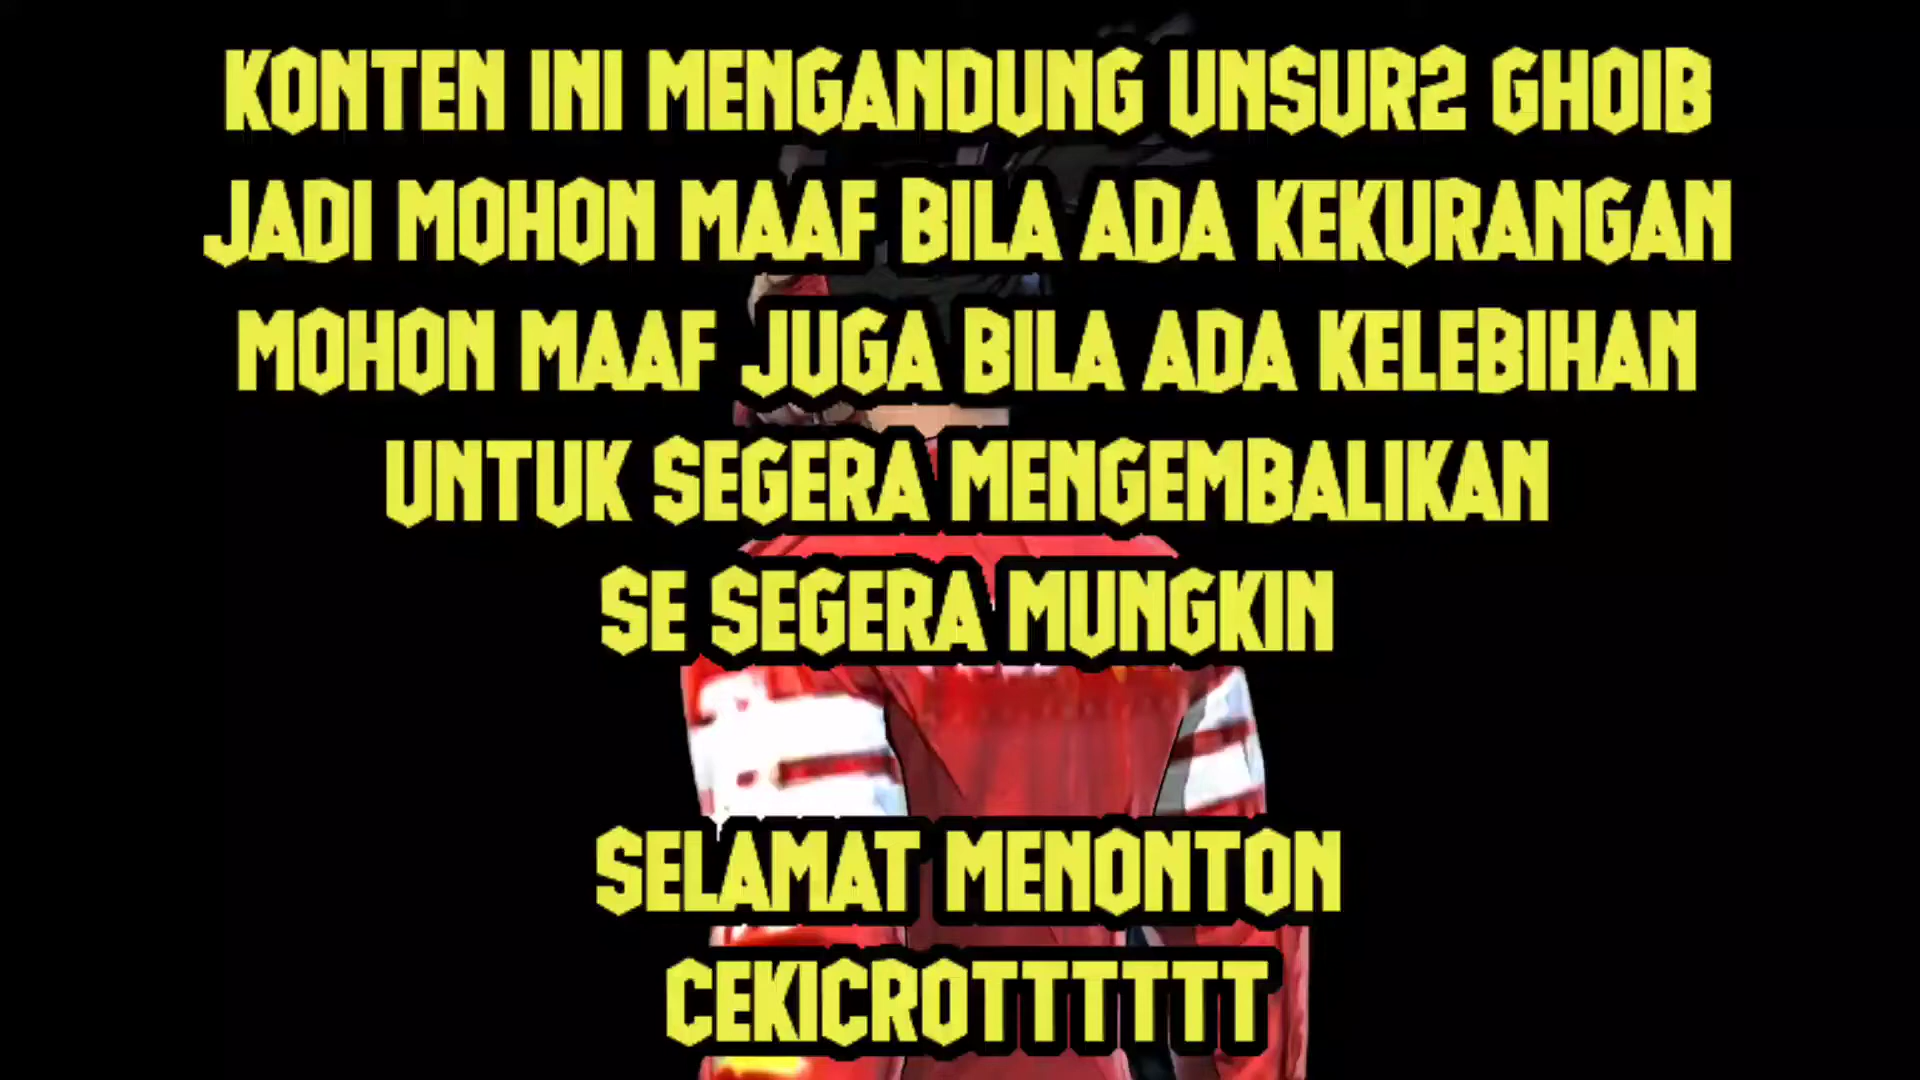 KONTEN INI MENGANDUNG UNSUR2 GHOIB
JADI MOHON MAAF BILA ADA KEKURANGAN
MOHON MAAF JUGA BILA ADA KELEBIHAN
UNTUK SEGERA MENGEMBALIKAN
SE SEGERA MUNGKIN
SELAMAT MENONTON
CEKICROTTTTTTT